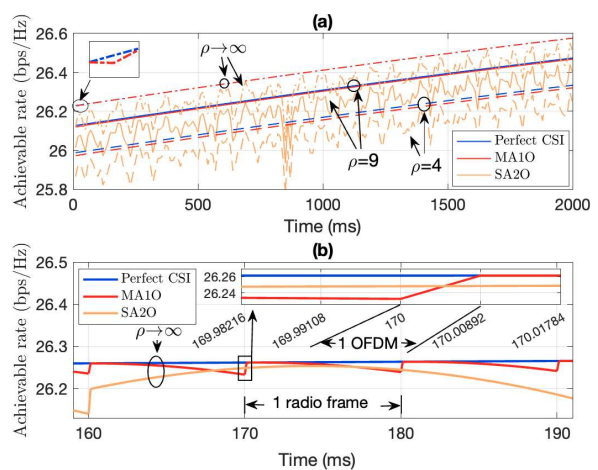 (a)
26.6
26.4
26.2
26
25.8
Achievable rate (bps/Hz)
ρ→∞
ρ=9
ρ=4
Perfect CSI
MA1O
SA2O
0
500
1000
1500
2000
Time (ms)
(b)
26.5
26.4
26.3
26.2
Achievable rate (bps/Hz)
Perfect CSI
MA1O
SA2O
ρ→∞
26.26
26.24
169.98216
169.99108
170
170.00892
170.01784
1 OFDM
1 radio frame
160
170
180
190
Time (ms)